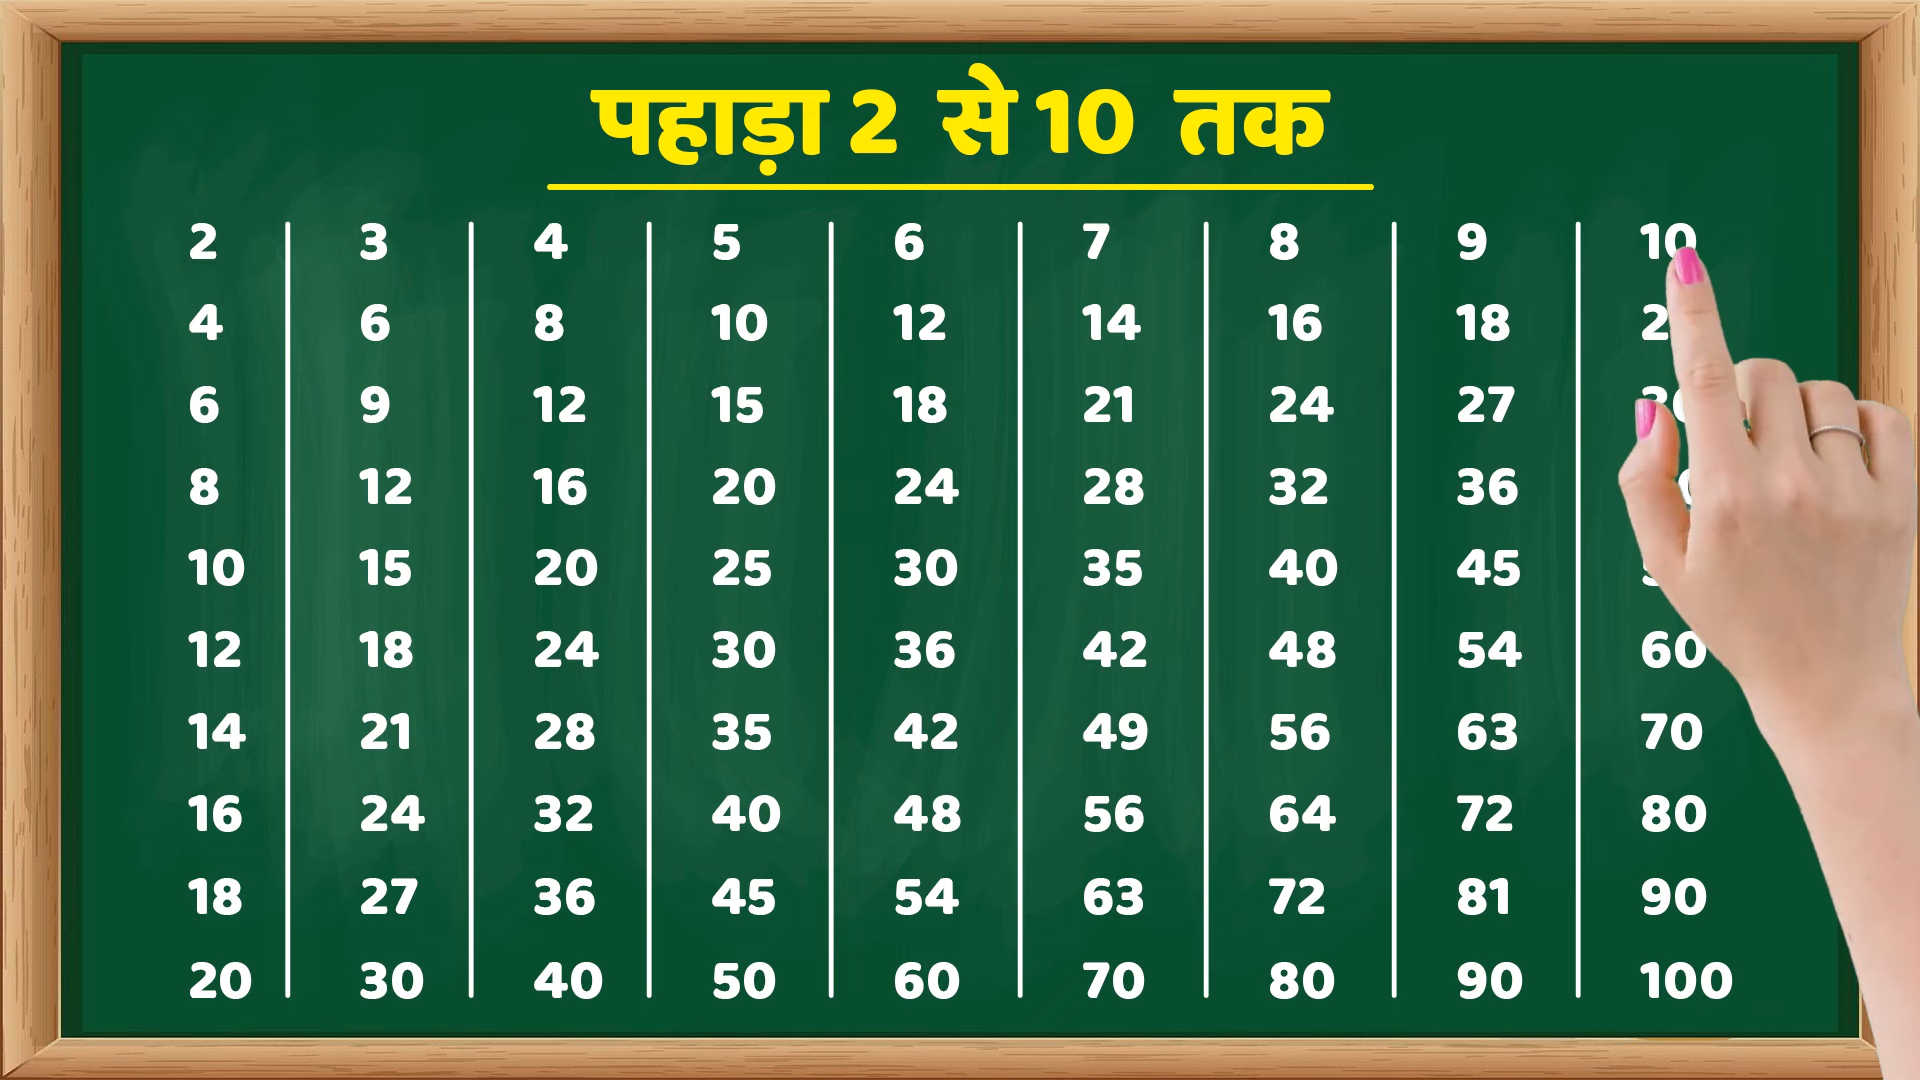 पहाड़ा 2 से 10 तक
2 3 4 5 6 7 8 9 10
4 6 8 10 12 14 16 18
6 9 12 15 18 21 24 27
8 12 16 20 24 28 32 36
10 15 20 25 30 35 40 45
12 18 24 30 36 42 48 54 60
14 21 28 35 42 49 56 63 70
16 24 32 40 48 56 64 72 80
18 27 36 45 54 63 72 81 90
20 30 40 50 60 70 80 90 100